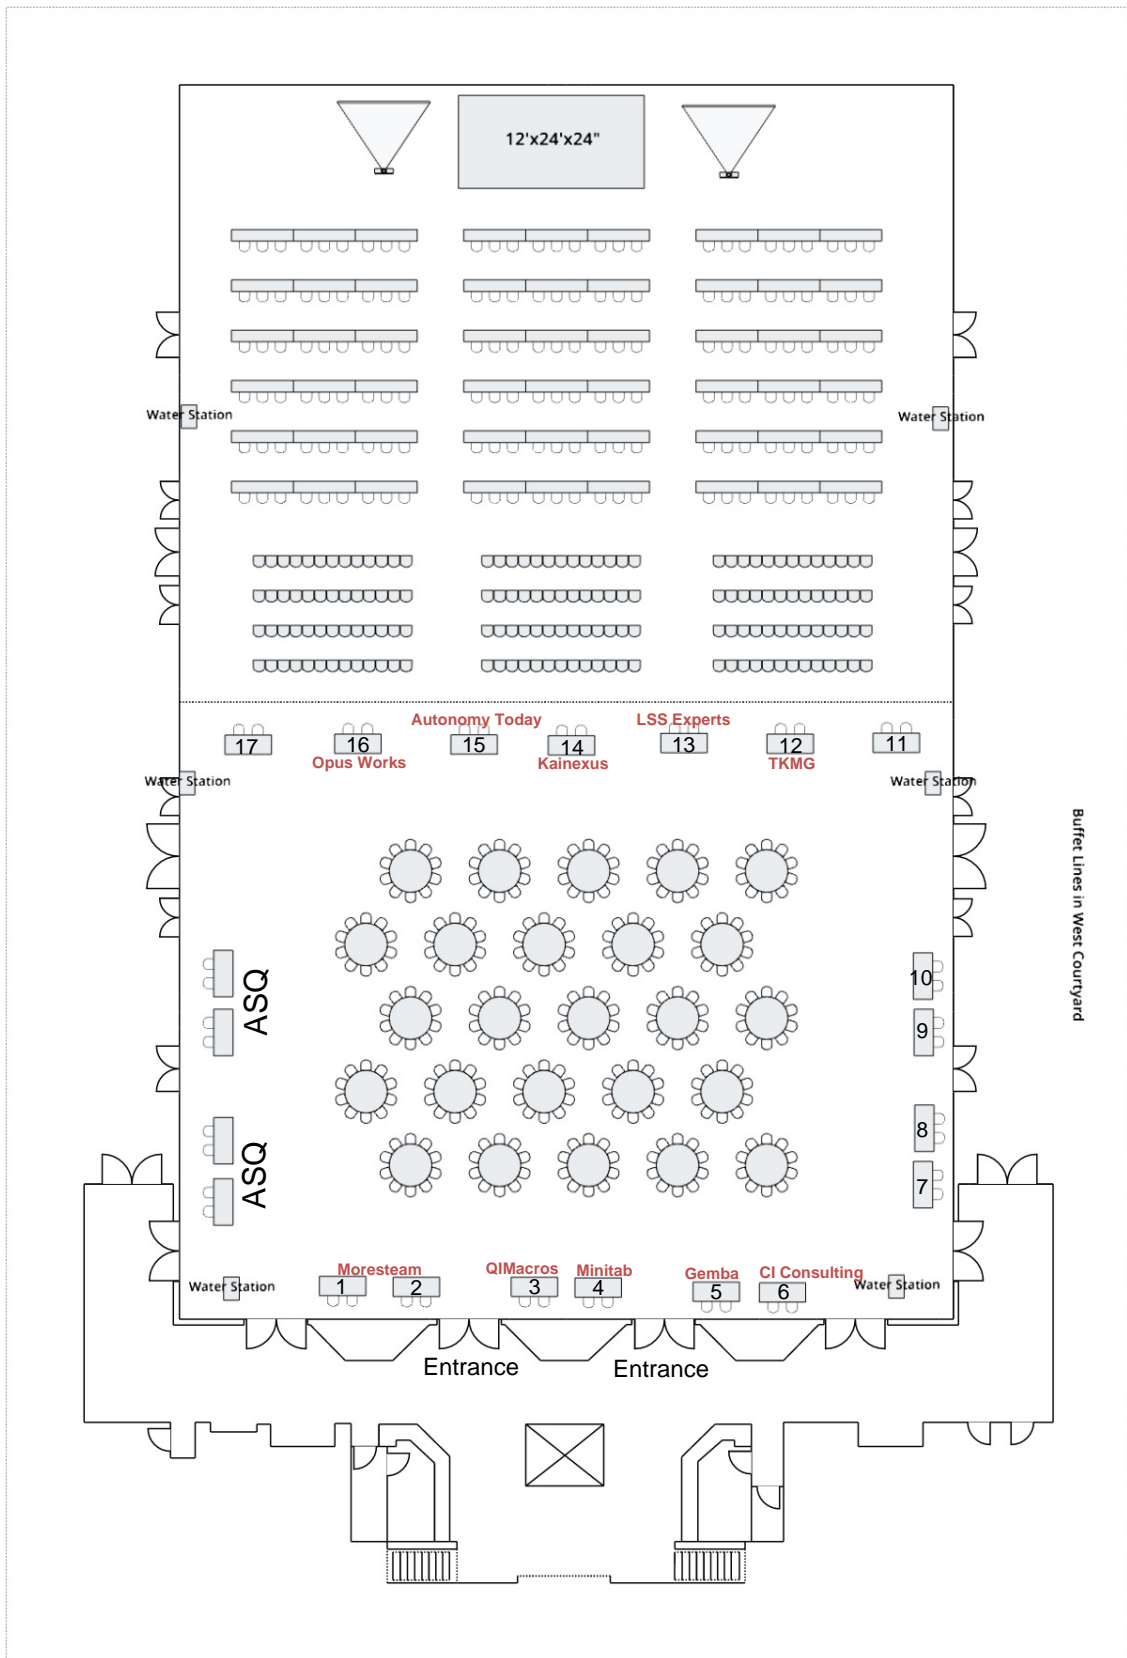 12'x24'x24"
Water Station
Water Station
Autonomy Today
LSS Experts
17
16
15
14
13
12
11
Opus Works
Kainexus
TKMG
Water Station
Water Station
Buffet Lines in West Courtyard
ASQ
10
9
ASQ
8
7
Moresteam
QIMacros
Minitab
Gemba
CI Consulting
Water Station
1
2
3
4
5
6
Water Station
Entrance
Entrance